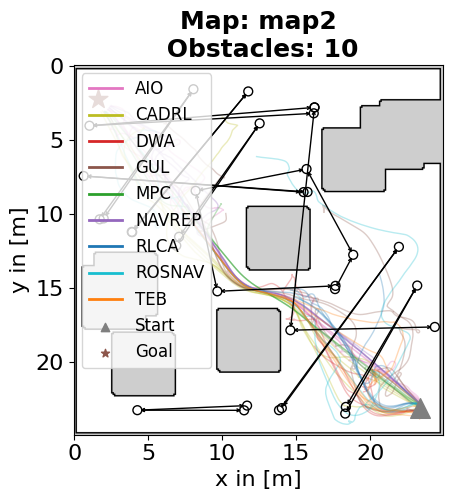 Map: map2
Obstacles: 10
0
5
10
15
20
y in [m]
AIO
CADRL
DWA
GUL
MPC
NAVREP
RLCA
ROSNAV
TEB
Start
Goal
0 5 10 15 20
x in [m]